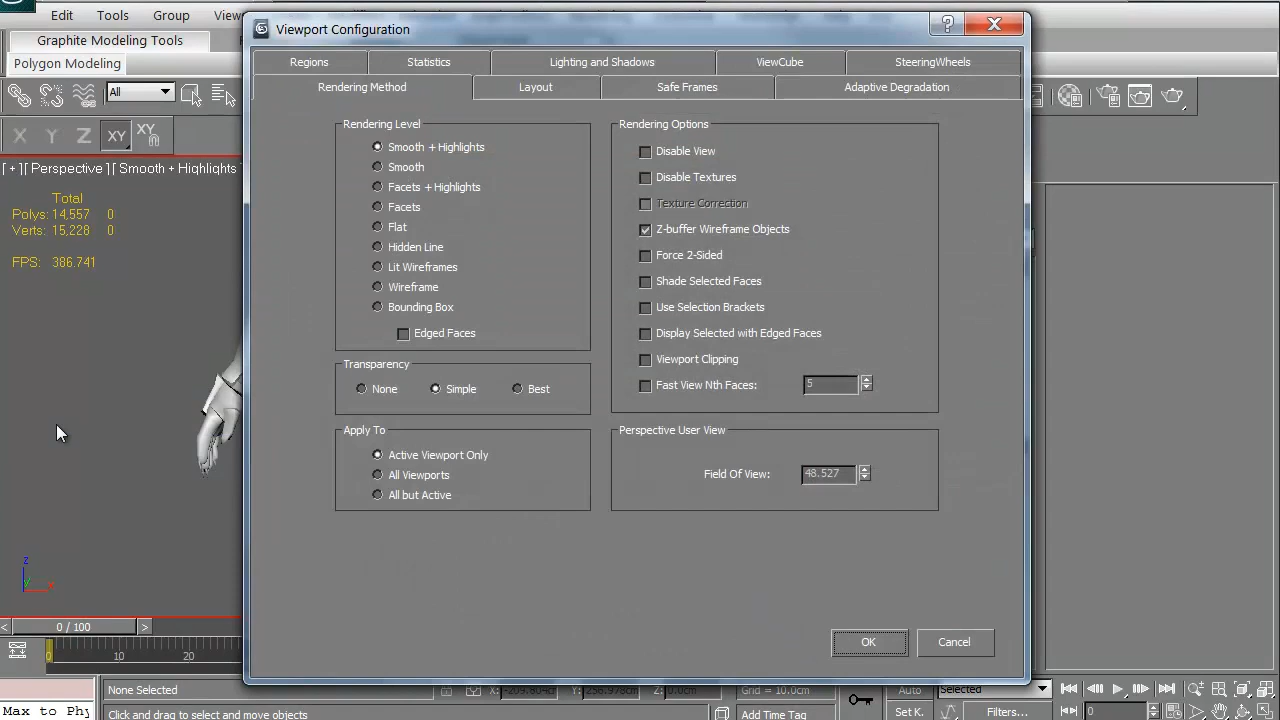 Edit Tools Group
Graphite Modeling Tools
Polygon Modeling
All
X Y Z XY XY
[ + ][ Perspective ][ Smooth + Highlights
Total
Polys: 14,557 0
Verts: 15,228 0
FPS: 386.741
z
y
x
< 0 / 100 >
0 10 20
Max to Phy
Viewport Configuration
?
X
Regions Statistics Lighting and Shadows ViewCube SteeringWheels
Rendering Method Layout Safe Frames Adaptive Degradation
Rendering Level
Smooth + Highlights
Smooth
Facets + Highlights
Facets
Flat
Hidden Line
Lit Wireframes
Wireframe
Bounding Box
Edged Faces
Transparency
None Simple Best
Apply To
Active Viewport Only
All Viewports
All but Active
Rendering Options
Disable View
Disable Textures
Texture Correction
Z-buffer Wireframe Objects
Force 2-Sided
Shade Selected Faces
Use Selection Brackets
Display Selected with Edged Faces
Viewport Clipping
Fast View Nth Faces: 5
Perspective User View
Field Of View: 48.527
OK Cancel
None Selected X: -209.804cm Y: 256.978cm Z: 0.0cm Grid = 10.0cm Auto Selected
Click and drag to select and move objects Add Time Tag Set K. Filters... 0